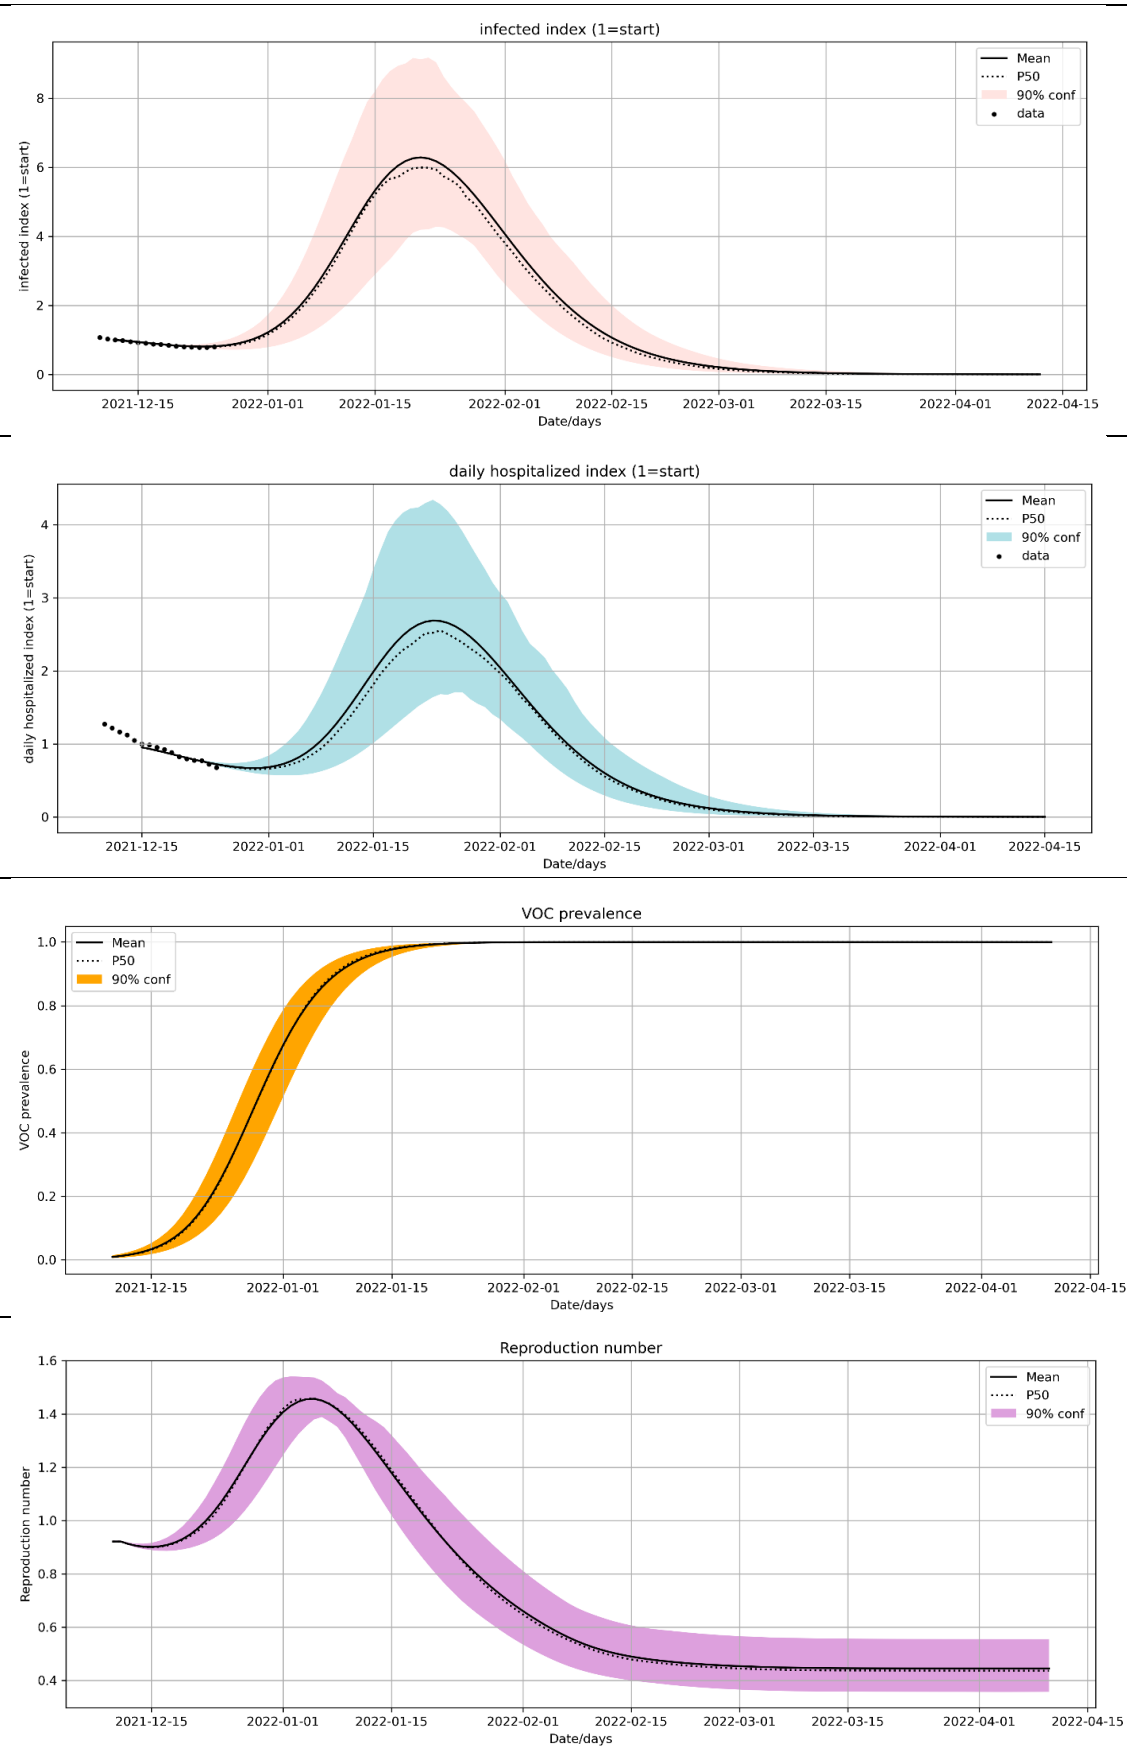 infected index (1=start)
Mean
P50
90% conf
data
infected index (1=start)
8
6
4
2
0
2021-12-15 2022-01-01 2022-01-15 2022-02-01 2022-02-15 2022-03-01 2022-03-15 2022-04-01 2022-04-15
Date/days
daily hospitalized index (1=start)
Mean
P50
90% conf
data
daily hospitalized index (1=start)
4
3
2
1
0
2021-12-15 2022-01-01 2022-01-15 2022-02-01 2022-02-15 2022-03-01 2022-03-15 2022-04-01 2022-04-15
Date/days
VOC prevalence
Mean
P50
90% conf
VOC prevalence
1.0
0.8
0.6
0.4
0.2
0.0
2021-12-15 2022-01-01 2022-01-15 2022-02-01 2022-02-15 2022-03-01 2022-03-15 2022-04-01 2022-04-15
Date/days
Reproduction number
Mean
P50
90% conf
Reproduction number
1.6
1.4
1.2
1.0
0.8
0.6
0.4
2021-12-15 2022-01-01 2022-01-15 2022-02-01 2022-02-15 2022-03-01 2022-03-15 2022-04-01 2022-04-15
Date/days